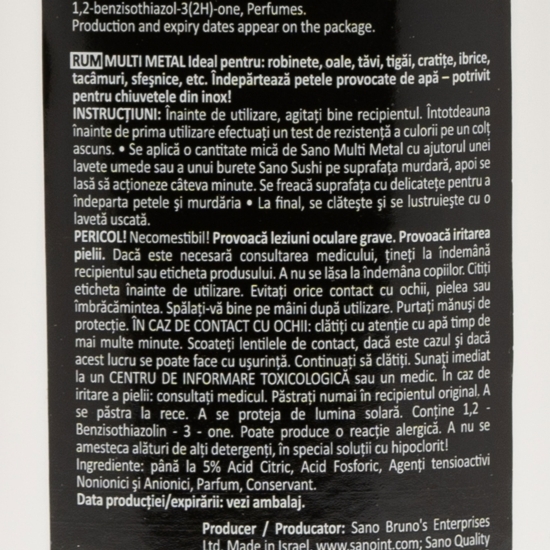 1,2-benzisothiazol-3(2H)-one, Perfumes.
Production and expiry dates appear on the package.
RUM MULTI METAL Ideal pentru: robinete, oale, tăvi, tigăi, cratițe, ibrice,
tacâmuri, sfeșnice, etc. Îndepărtează petele provocate de apă – potrivit
pentru chiuvetele din inox!
INSTRUCȚIUNI: Înainte de utilizare, agitați bine recipientul. Întotdeauna
înainte de prima utilizare efectuați un test de rezistență a culorii pe un colț
ascuns. • Se aplică o cantitate mică de Sano Multi Metal cu ajutorul unei
lavete umede sau a unui burete Sano Sushi pe suprafața murdară, apoi se
lasă să acționeze câteva minute. Se freacă suprafața cu delicatețe pentru a
îndeparta petele și murdăria • La final, se clătește și se lustruiește cu o
lavetă uscată.
PERICOL! Necomestibil! Provoacă leziuni oculare grave. Provoacă iritarea
pielii. Dacă este necesară consultarea medicului, țineți la îndemână
recipientul sau eticheta produsului. A nu se lăsa la îndemâna copiilor. Citiți
eticheta înainte de utilizare. Evitați orice contact cu ochii, pielea sau
îmbrăcămintea. Spălați-vă bine pe mâini după utilizare. Purtați mănuși de
protecție. ÎN CAZ DE CONTACT CU OCHII: clătiți cu atenție cu apă timp de
mai multe minute. Scoateți lentilele de contact, dacă este cazul și dacă
acest lucru se poate face cu ușurință. Continuați să clătiți. Sunați imediat
la un CENTRU DE INFORMARE TOXICOLOGICĂ sau un medic. În caz de
iritare a pielii: consultați medicul. Păstrați numai în recipientul original. A
se păstra la rece. A se proteja de lumina solară. Conține 1,2 -
Benzisothiazolin - 3 - one. Poate produce o reacție alergică. A nu se
amesteca alături de alți detergenți, în special soluții cu hipoclorit!
Ingrediente: până la 5% Acid Citric, Acid Fosforic, Agenți tensioactivi
Nonionici și Anionici, Parfum, Conservant.
Data producției/expirării: vezi ambalaj.
Producer / Producator: Sano Bruno's Enterprises
Ltd. Made in Israel. www.sanoint.com Sano Quality